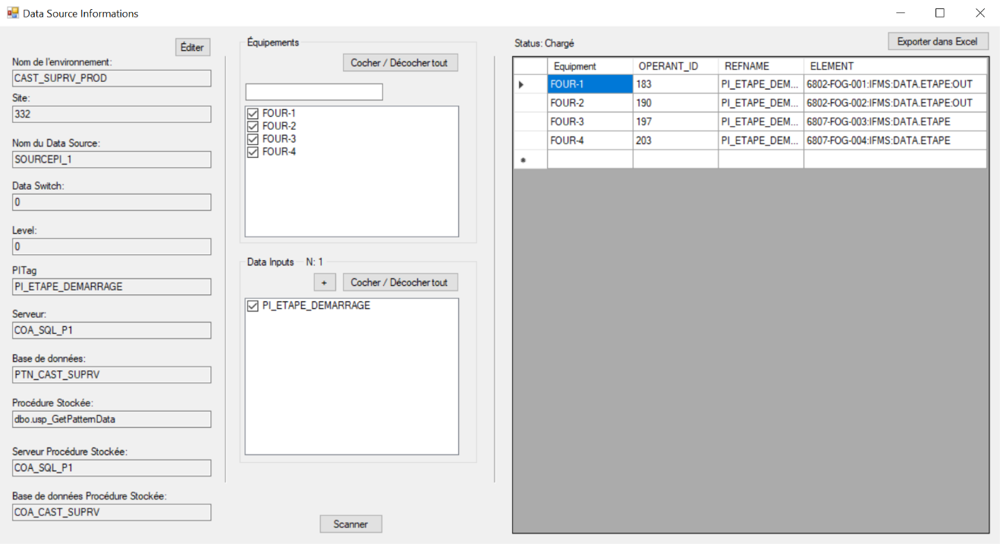 Data Source Informations
Éditer
Nom de l'environnement:
CAST_SUPRV_PROD
Site:
332
Nom du Data Source:
SOURCEPI_1
Data Switch:
0
Level:
0
PITag
PI_ETAPE_DEMARRAGE
Serveur:
COA_SQL_P1
Base de données:
PTN_CAST_SUPRV
Procédure Stockée:
dbo.usp_GetPatternData
Serveur Procédure Stockée:
COA_SQL_P1
Base de données Procédure Stockée:
COA_CAST_SUPRV
Équipements
Cocher / Décocher tout
FOUR-1
FOUR-2
FOUR-3
FOUR-4
Data Inputs N: 1
+ Cocher / Décocher tout
PI_ETAPE_DEMARRAGE
Scanner
Status: Chargé
Exporter dans Excel
Equipment OPERANT_ID REFNAME ELEMENT
FOUR-1 183 PI_ETAPE_DEM... 6802-FOG-001:IFMS:DATA.ETAPE:OUT
FOUR-2 190 PI_ETAPE_DEM... 6802-FOG-002:IFMS:DATA.ETAPE:OUT
FOUR-3 197 PI_ETAPE_DEM... 6807-FOG-003:IFMS:DATA.ETAPE
FOUR-4 203 PI_ETAPE_DEM... 6807-FOG-004:IFMS:DATA.ETAPE